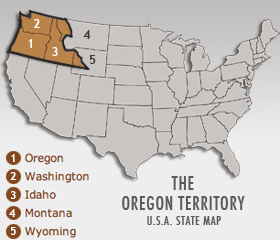 2
4
1
3
5
THE
OREGON TERRITORY
U.S.A. STATE MAP
1 Oregon
2 Washington
3 Idaho
4 Montana
5 Wyoming